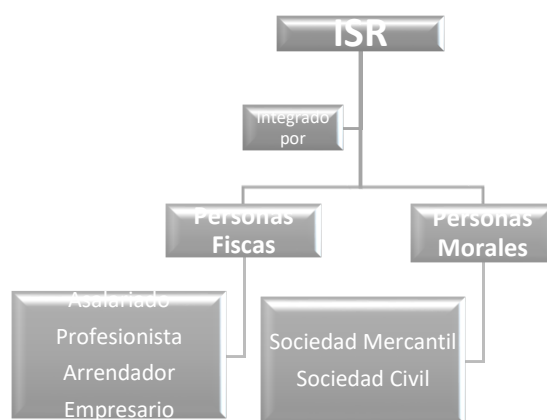 ISR
Integrado
por
Personas
Fiscas
Personas
Morales
Asalariado
Profesionista
Arrendador
Empresario
Sociedad Mercantil
Sociedad Civil